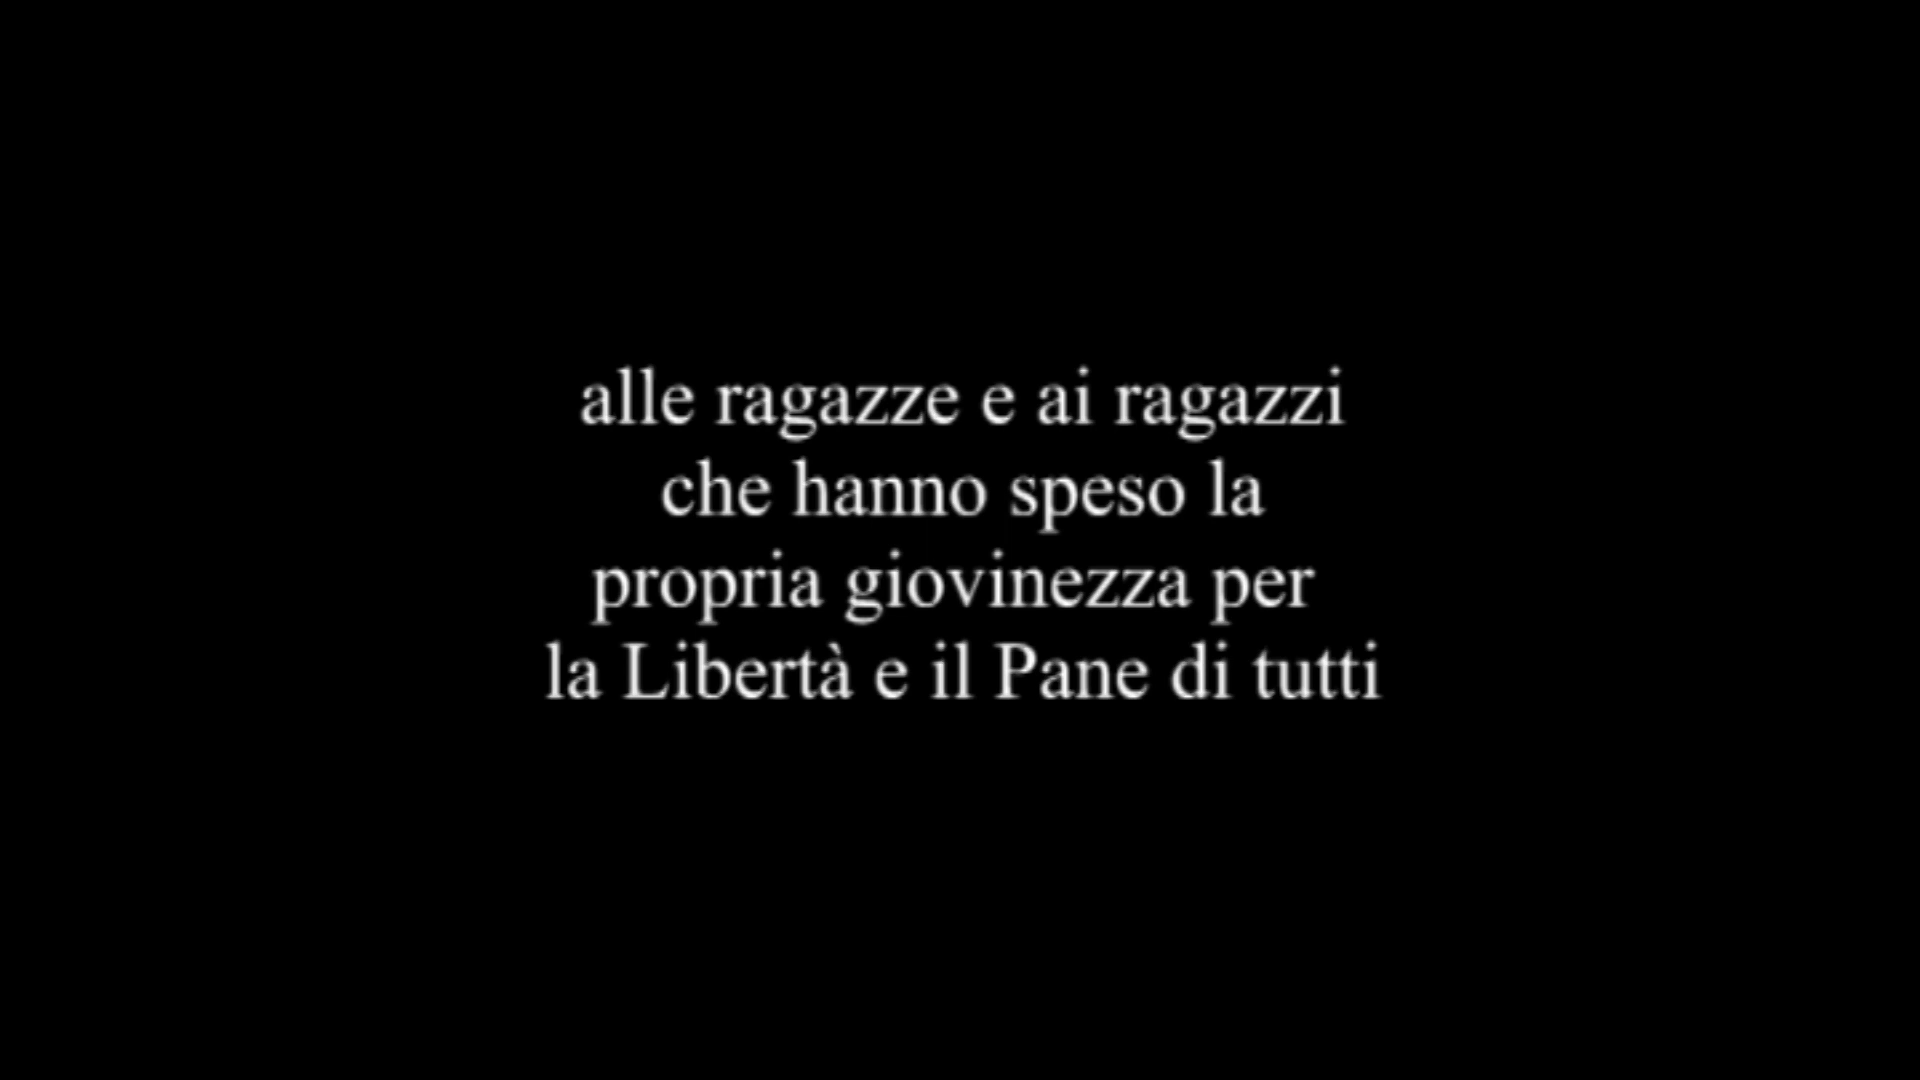 alle ragazze e ai ragazzi
che hanno speso la
propria giovinezza per
la Libertà e il Pane di tutti